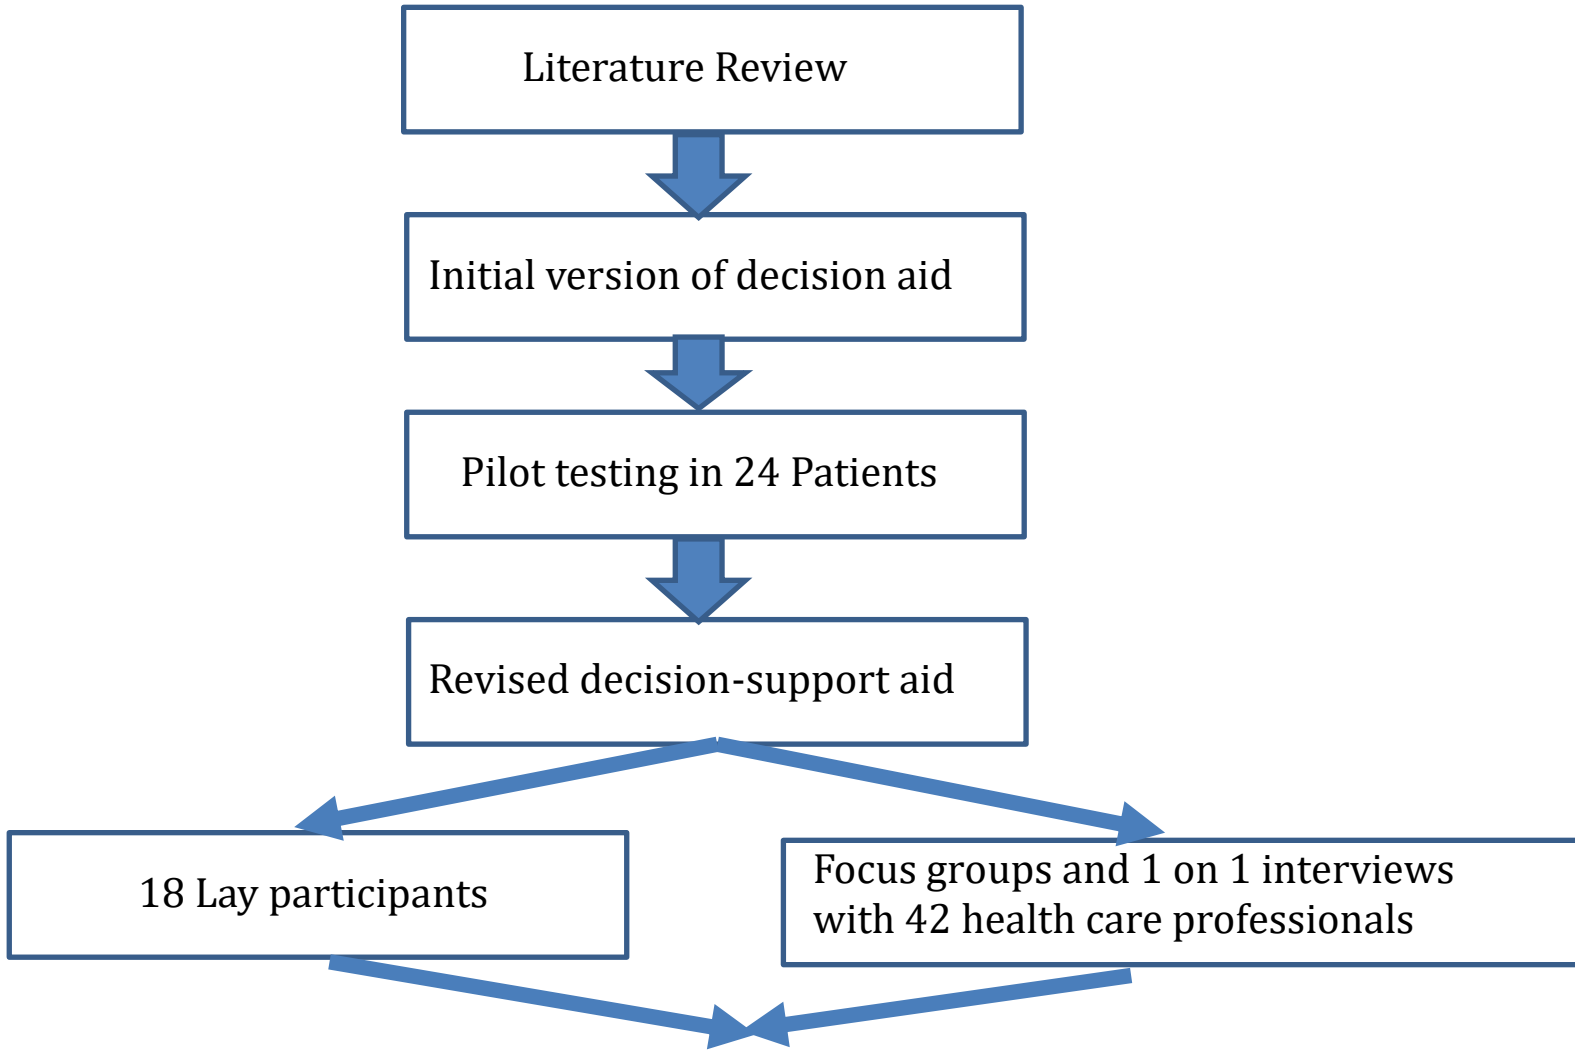 Literature Review
Initial version of decision aid
Pilot testing in 24 Patients
Revised decision-support aid
18 Lay participants
Focus groups and 1 on 1 interviews
with 42 health care professionals